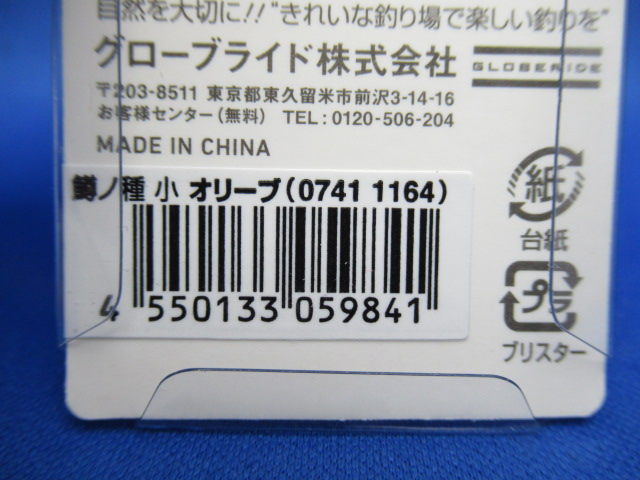 自然を大切に!! "きれいな釣り場で楽しい釣りを"
グローブライド株式会社
GLOBERIDE
〒203-8511 東京都東久留米市前沢3-14-16
お客様センター(無料) TEL:0120-506-204
MADE IN CHINA
鱒ノ種 小 オリーブ(0741 1164)
4 550133 059841
紙
台紙
プラ
ブリスター